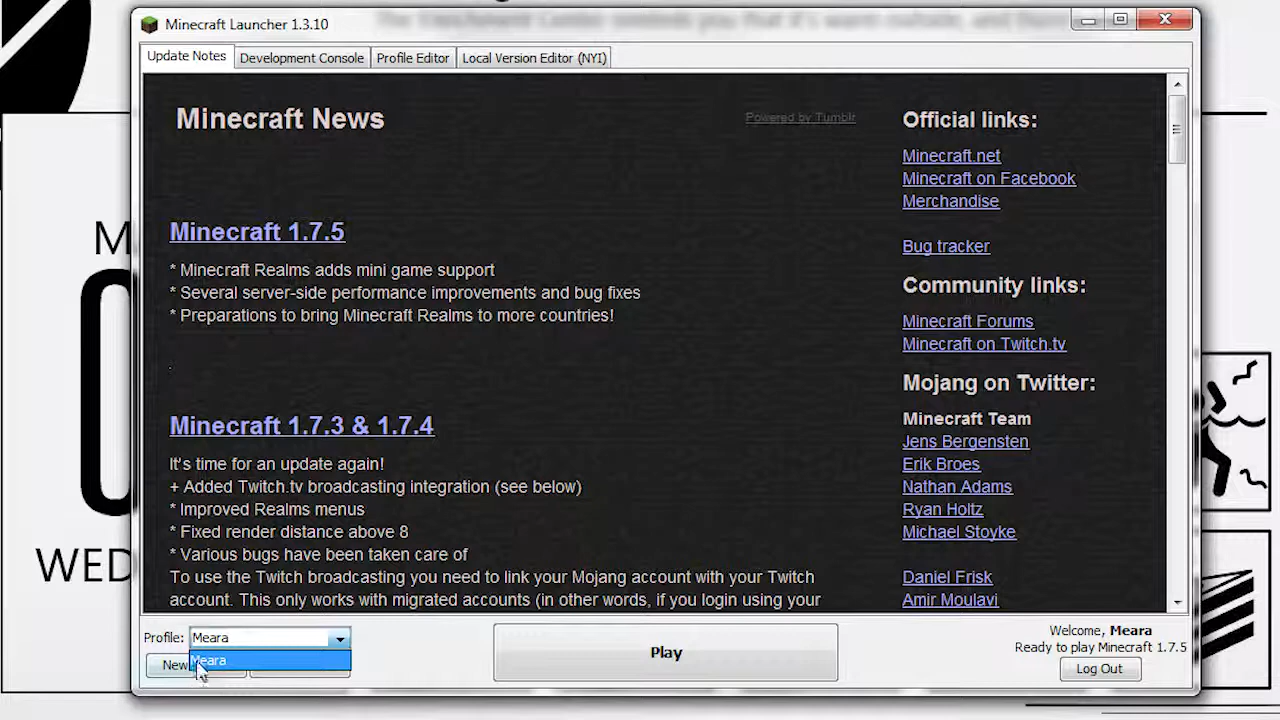 Minecraft Launcher 1.3.10
Update Notes
Development Console
Profile Editor
Local Version Editor (NYI)
Minecraft News
Powered by Tumblr
Minecraft 1.7.5
* Minecraft Realms adds mini game support
* Several server-side performance improvements and bug fixes
* Preparations to bring Minecraft Realms to more countries!
.
Minecraft 1.7.3 & 1.7.4
It's time for an update again!
+ Added Twitch.tv broadcasting integration (see below)
* Improved Realms menus
* Fixed render distance above 8
* Various bugs have been taken care of
To use the Twitch broadcasting you need to link your Mojang account with your Twitch
account. This only works with migrated accounts (in other words, if you login using your
Official links:
Minecraft.net
Minecraft on Facebook
Merchandise
Bug tracker
Community links:
Minecraft Forums
Minecraft on Twitch.tv
Mojang on Twitter:
Minecraft Team
Jens Bergensten
Erik Broes
Nathan Adams
Ryan Holtz
Michael Stoyke
Daniel Frisk
Amir Moulavi
Profile: Meara
Meara
New
Play
Welcome, Meara
Ready to play Minecraft 1.7.5
Log Out
WED